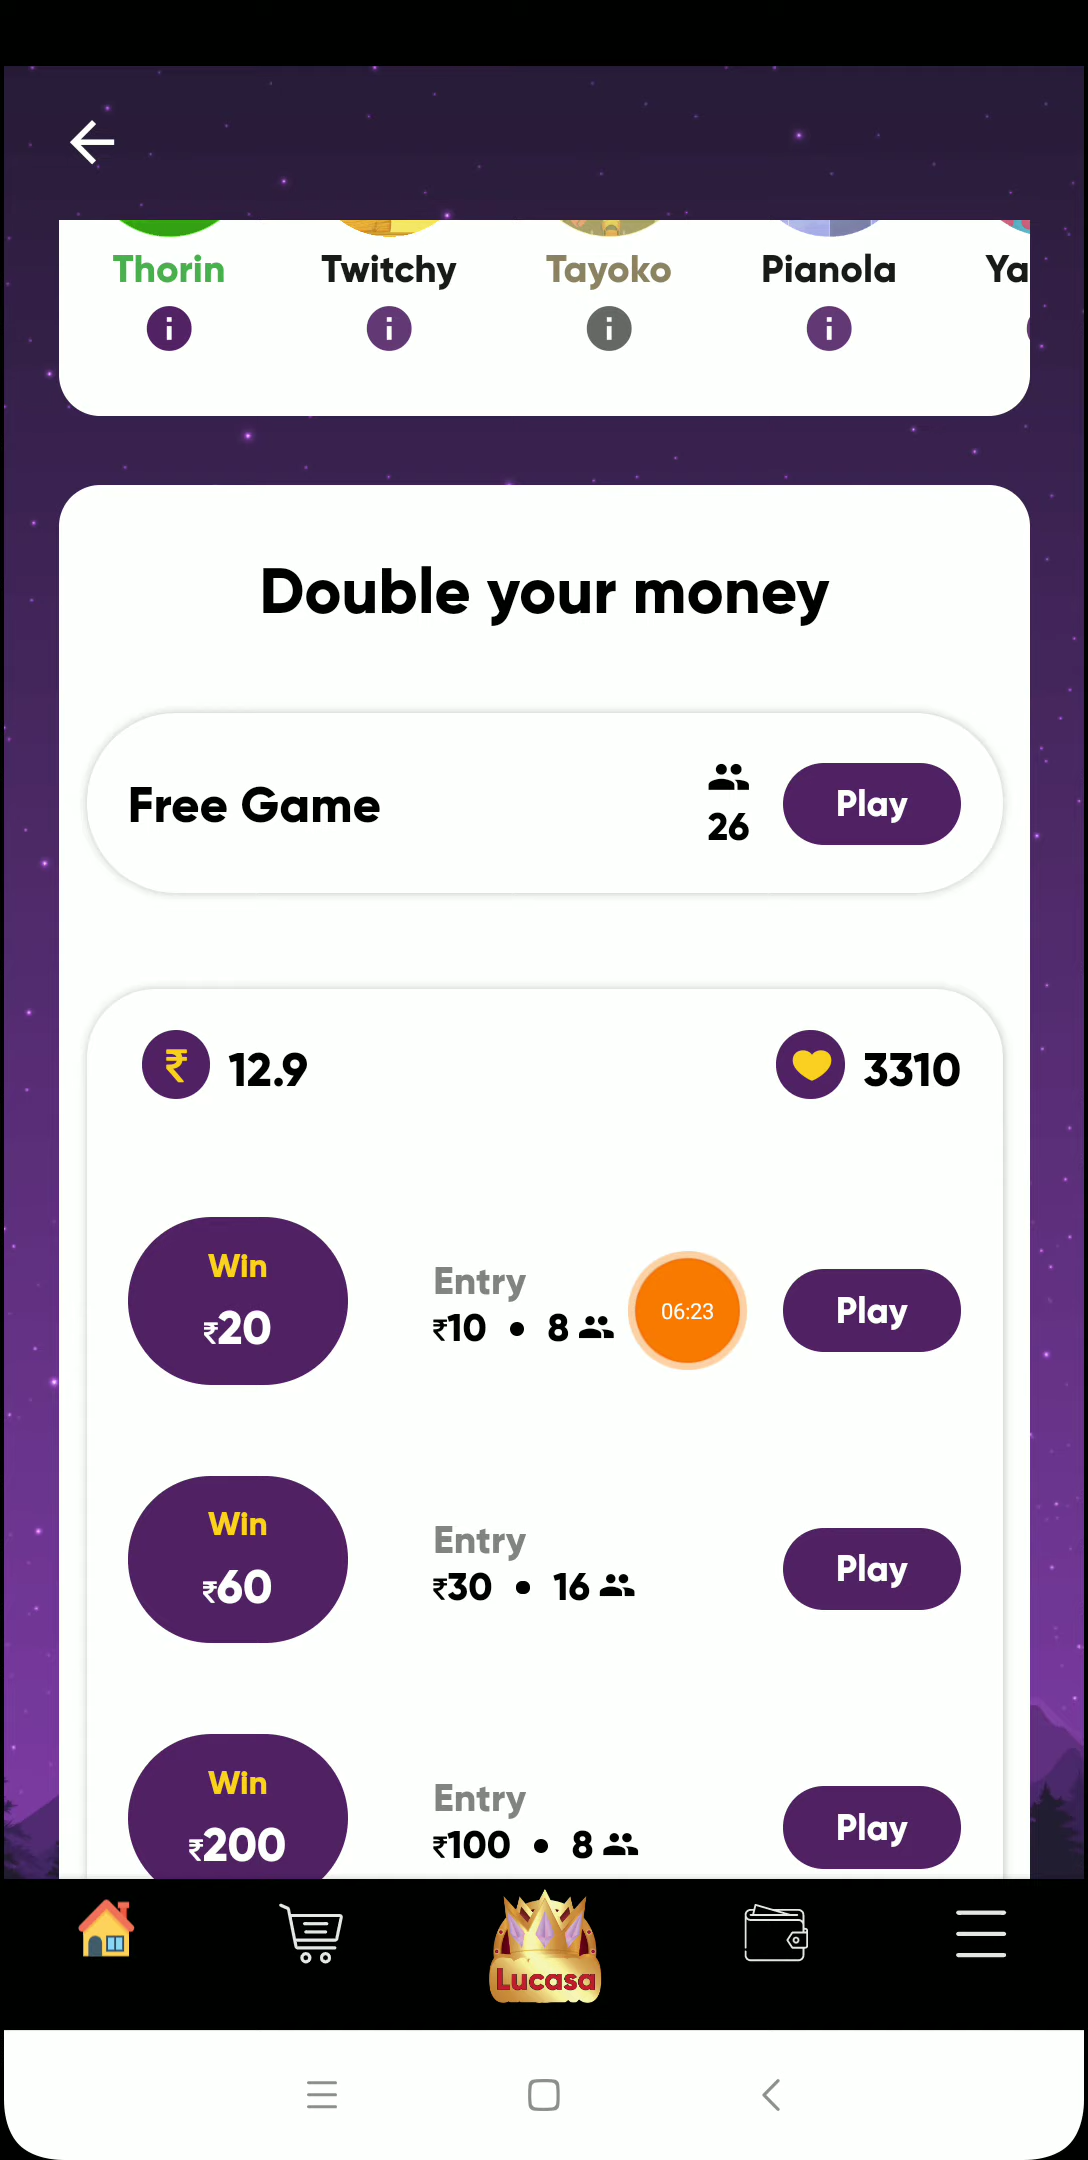 Thorin Twitchy Tayoko Pianola Ya
i i i i
Double your money
Free Game
26
Play
₹ 12.9
3310
Win
₹20
Entry
₹10 • 8
06:23
Play
Win
₹60
Entry
₹30 • 16
Play
Win
₹200
Entry
₹100 • 8
Play
Lucasa